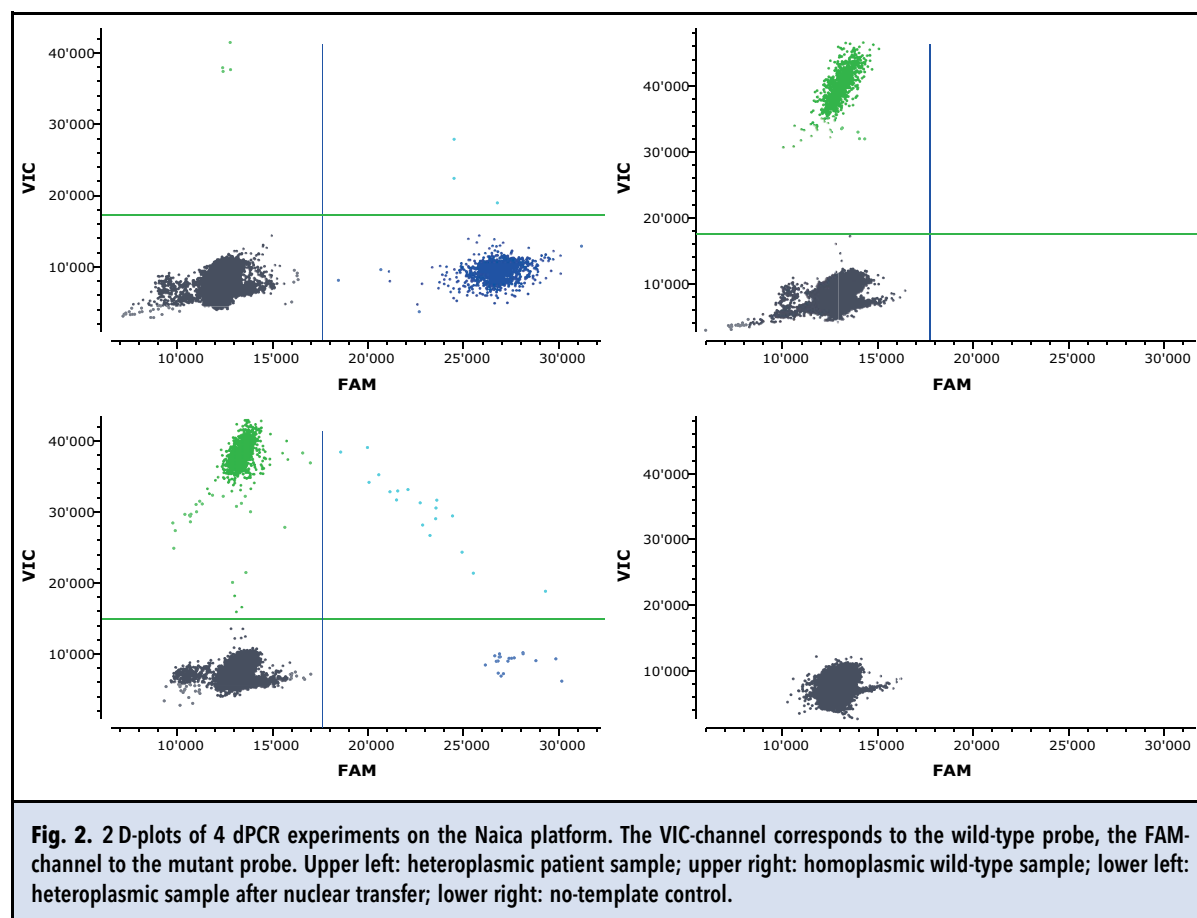 40'000
30'000
20'000
10'000
VIC
10'000 15'000 20'000 25'000 30'000
FAM
40'000
30'000
20'000
10'000
VIC
10'000 15'000 20'000 25'000 30'000
FAM
40'000
30'000
20'000
10'000
VIC
10'000 15'000 20'000 25'000 30'000
FAM
40'000
30'000
20'000
10'000
VIC
10'000 15'000 20'000 25'000 30'000
FAM
Fig. 2. 2 D-plots of 4 dPCR experiments on the Naica platform. The VIC-channel corresponds to the wild-type probe, the FAM-
channel to the mutant probe. Upper left: heteroplasmic patient sample; upper right: homoplasmic wild-type sample; lower left:
heteroplasmic sample after nuclear transfer; lower right: no-template control.